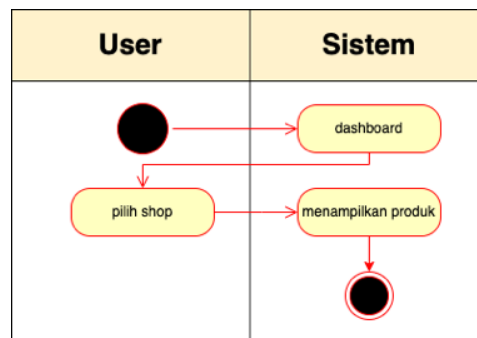 User
Sistem
dashboard
pilih shop
menampilkan produk